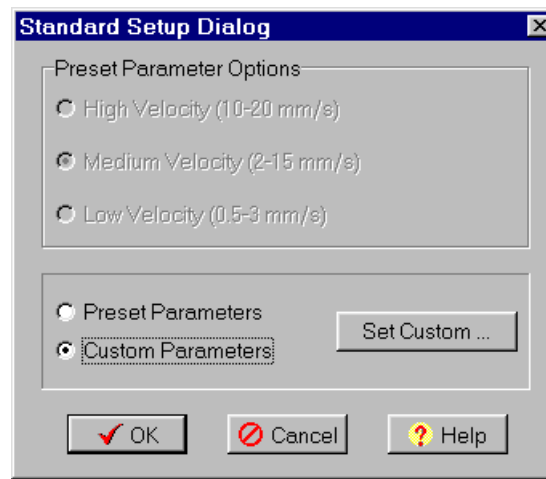 Standard Setup Dialog
Preset Parameter Options
High Velocity (10-20 mm/s)
Medium Velocity (2-15 mm/s)
Low Velocity (0.5-3 mm/s)
Preset Parameters
Custom Parameters
Set Custom ...
OK Cancel Help